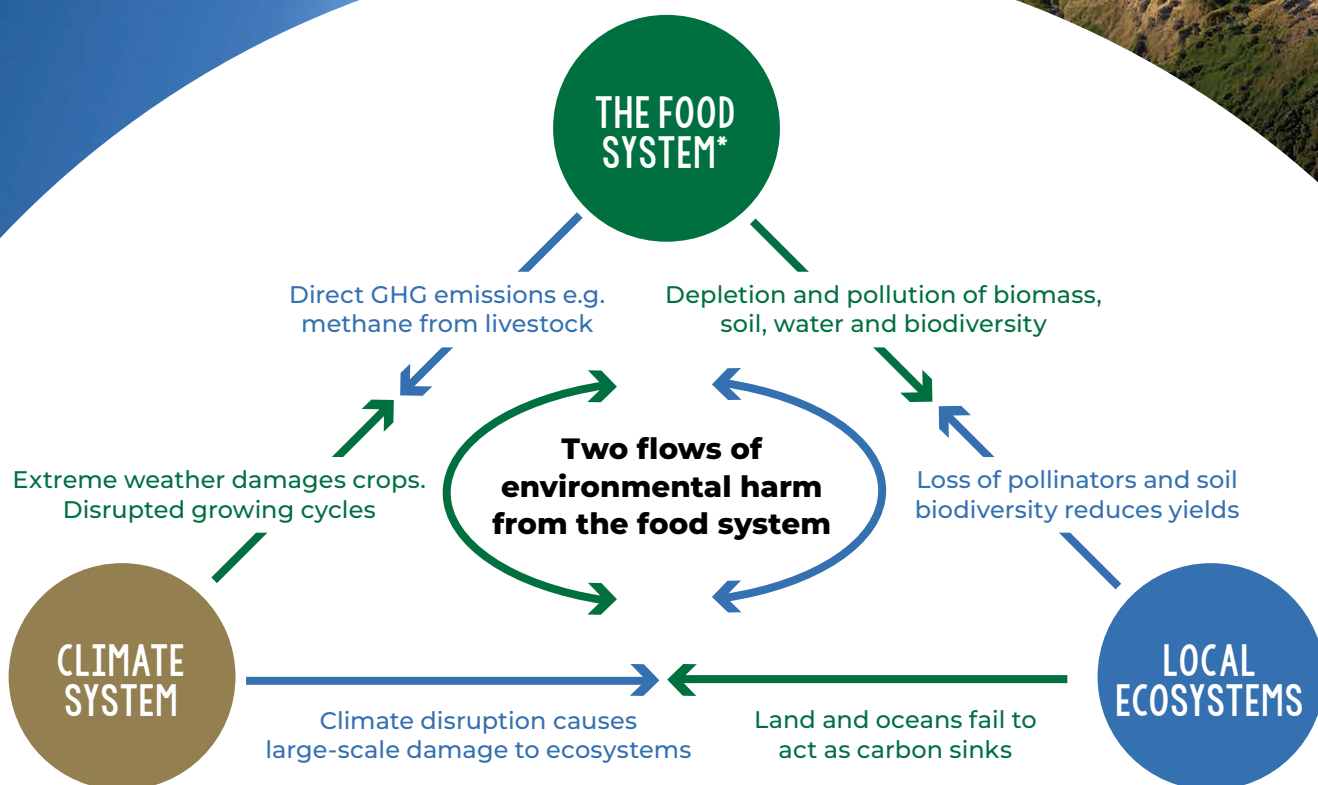 THE FOOD
SYSTEM*
Direct GHG emissions e.g.
methane from livestock
Depletion and pollution of biomass,
soil, water and biodiversity
Two flows of
environmental harm
from the food system
Extreme weather damages crops.
Disrupted growing cycles
Loss of pollinators and soil
biodiversity reduces yields
CLIMATE
SYSTEM
LOCAL
ECOSYSTEMS
Climate disruption causes
large-scale damage to ecosystems
Land and oceans fail to
act as carbon sinks